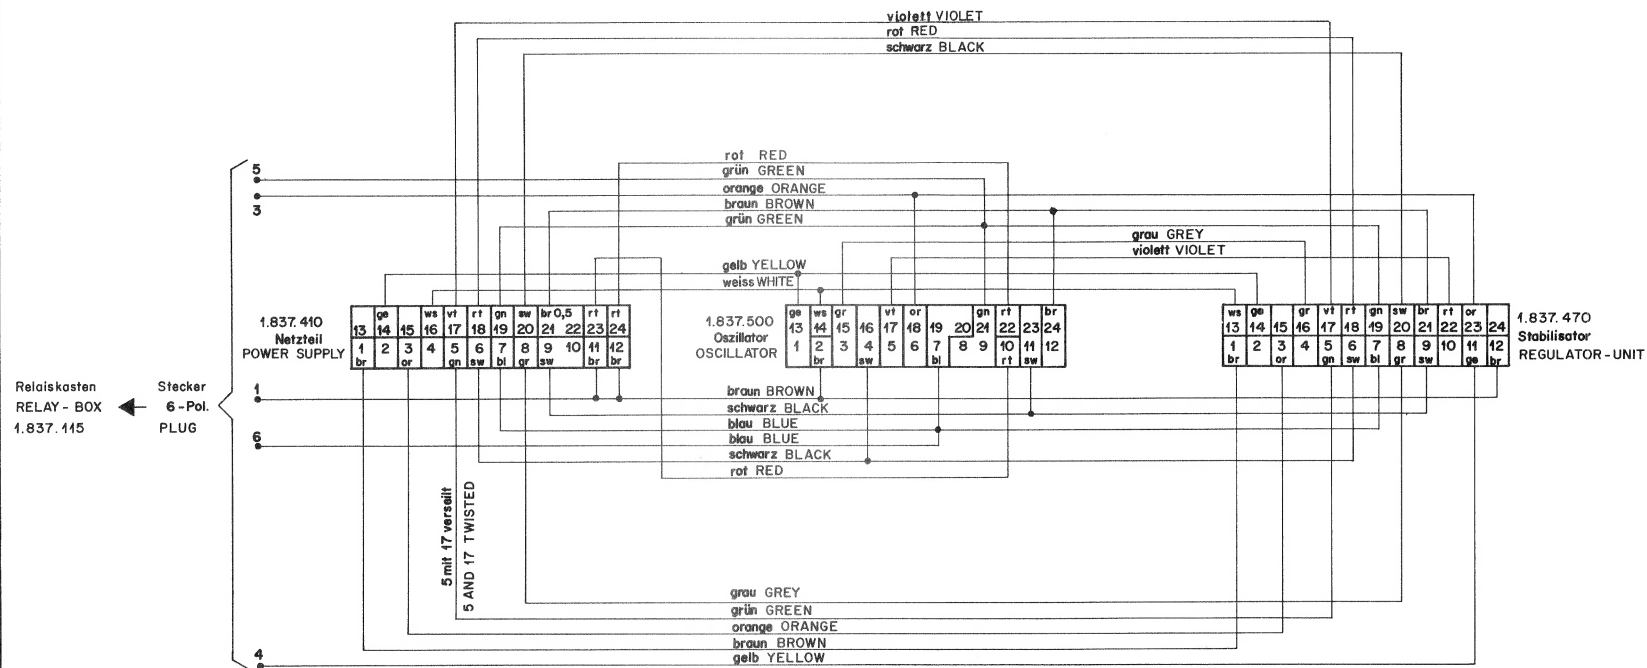 violett VIOLET
rot RED
schwarz BLACK
rot RED
5
grün GREEN
orange ORANGE
3
braun BROWN
grün GREEN
grau GREY
violett VIOLET
gelb YELLOW
weiss WHITE
1.837.410
Netzteil
POWER SUPPLY
ge ws vt rt gn sw br 0,5 rt rt
13 14 15 16 17 18 19 20 21 22 23 24
1 2 3 4 5 6 7 8 9 10 11 12
br or gn sw bl gr sw br br
1.837.500
Oszillator
OSCILLATOR
ge ws gr vt or gn rt br
13 14 15 16 17 18 19 20 21 22 23 24
1 2 3 4 5 6 7 8 9 10 11 12
br sw bl rt sw
ws ge gr vt rt gn sw br rt or
13 14 15 16 17 18 19 20 21 22 23 24
1 2 3 4 5 6 7 8 9 10 11 12
br or gn sw bl gr sw ge br
1.837.470
Stabilisator
REGULATOR-UNIT
Relaiskasten
RELAY-BOX
1.837.115
Stecker
6-Pol.
PLUG
1
braun BROWN
schwarz BLACK
blau BLUE
6
blau BLUE
schwarz BLACK
rot RED
5 mit 17 verseilt
5 AND 17 TWISTED
grau GREY
grün GREEN
orange ORANGE
braun BROWN
4
gelb YELLOW